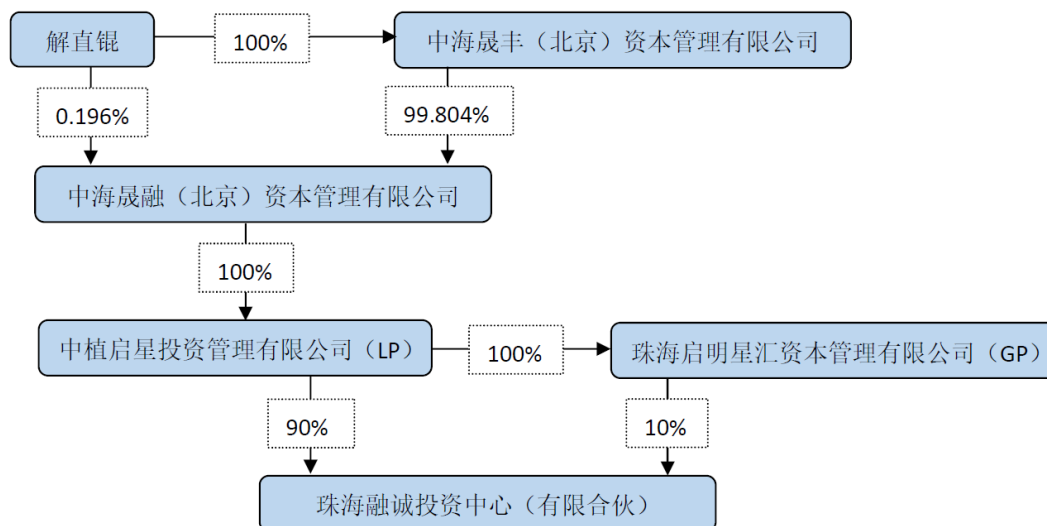 解直锟
100%
中海晟丰（北京）资本管理有限公司
0.196%
99.804%
中海晟融（北京）资本管理有限公司
100%
中植启星投资管理有限公司（LP）
100%
珠海启明星汇资本管理有限公司（GP）
90%
10%
珠海融诚投资中心（有限合伙）